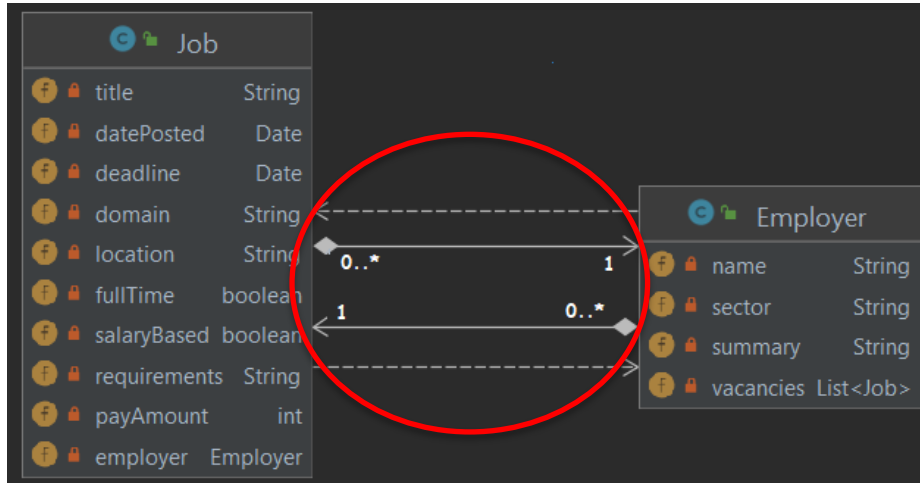 Job
title String
datePosted Date
deadline Date
domain String
location String
fullTime boolean
salaryBased boolean
requirements String
payAmount int
employer Employer
0..* 1
1 0..*
Employer
name String
sector String
summary String
vacancies List<Job>